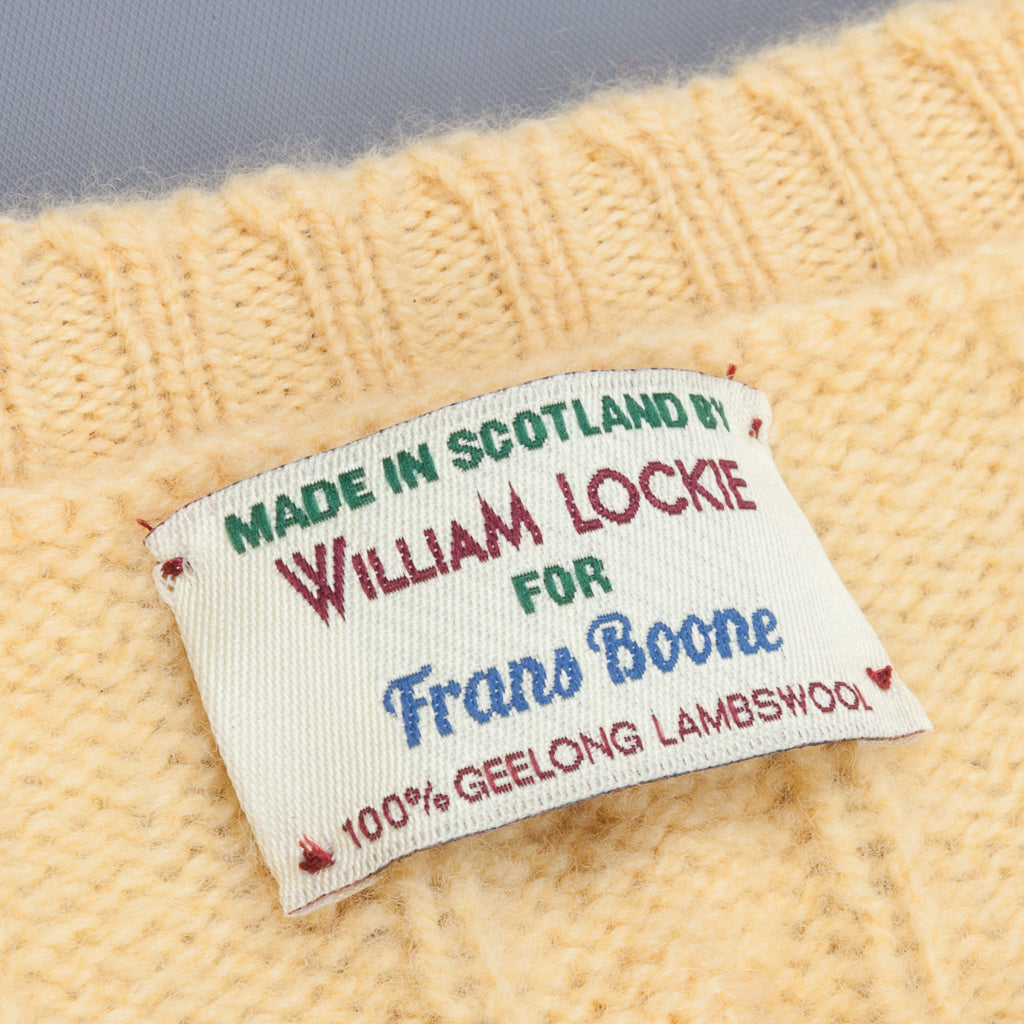 MADE IN SCOTLAND BY
WILLIAM LOCKIE
FOR
Frans Boone
100% GEELONG LAMBSWOOL